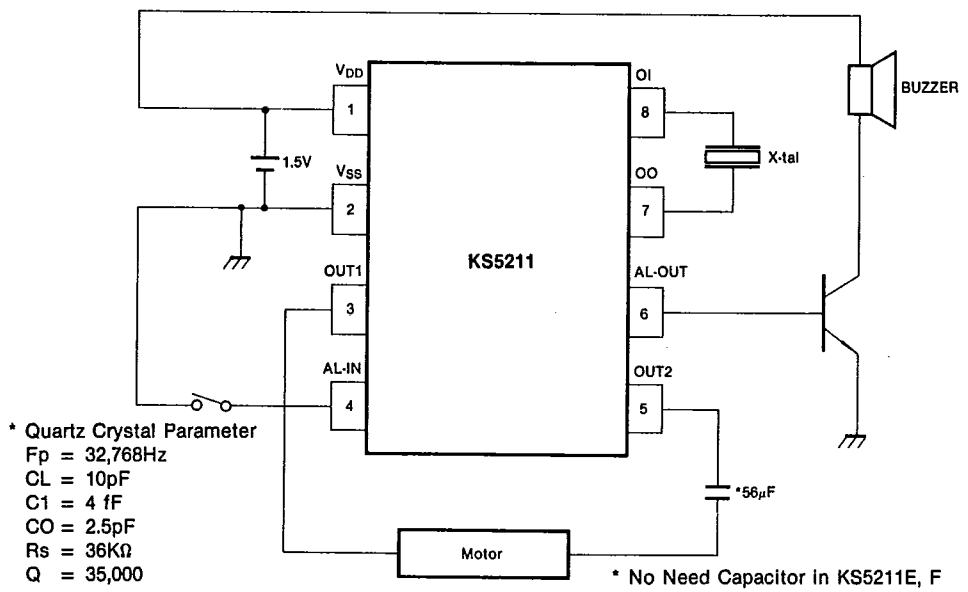 VDD
1
1.5V
VSS
2
OUT1
3
AL-IN
4
KS5211
OI
8
X-tal
OO
7
AL-OUT
6
OUT2
5
BUZZER
*56μF
Motor
* Quartz Crystal Parameter
Fp = 32,768Hz
CL = 10pF
C1 = 4 fF
CO = 2.5pF
Rs = 36KΩ
Q = 35,000
* No Need Capacitor in KS5211E, F